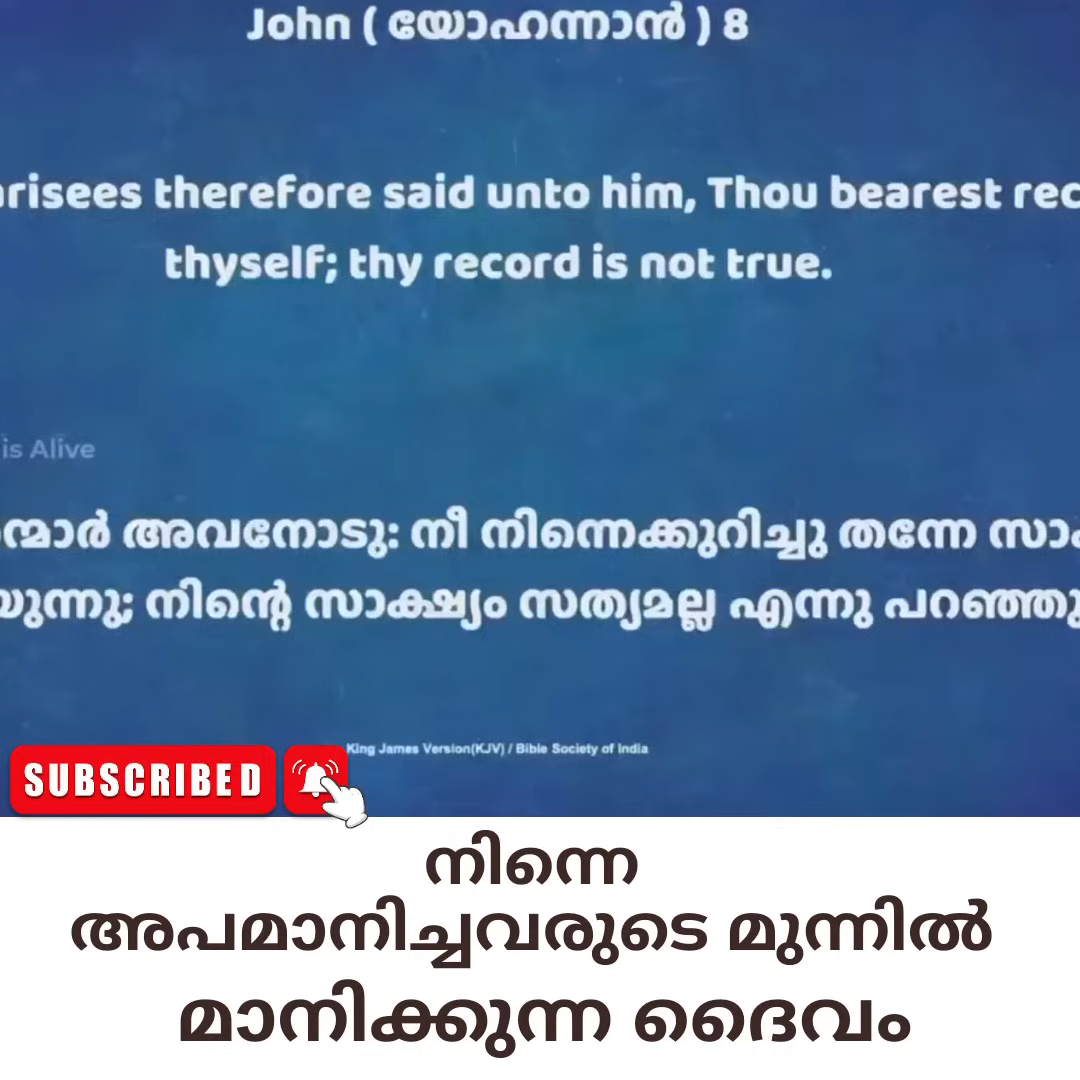 John ( യോഹന്നാൻ ) 8
arisees therefore said unto him, Thou bearest rec
thyself; thy record is not true.
is Alive
ന്മാർ അവനോടു: നീ നിന്നെക്കുറിച്ചു തന്നേ
യുന്നു; നിന്റെ സാക്ഷ്യം സത്യമല്ല എന്നു പറഞ്ഞു
King James Version(KJV) / Bible Society of India
SUBSCRIBED
നിന്നെ
അപമാനിച്ചവരുടെ മുന്നിൽ
മാനിക്കുന്ന ദൈവം